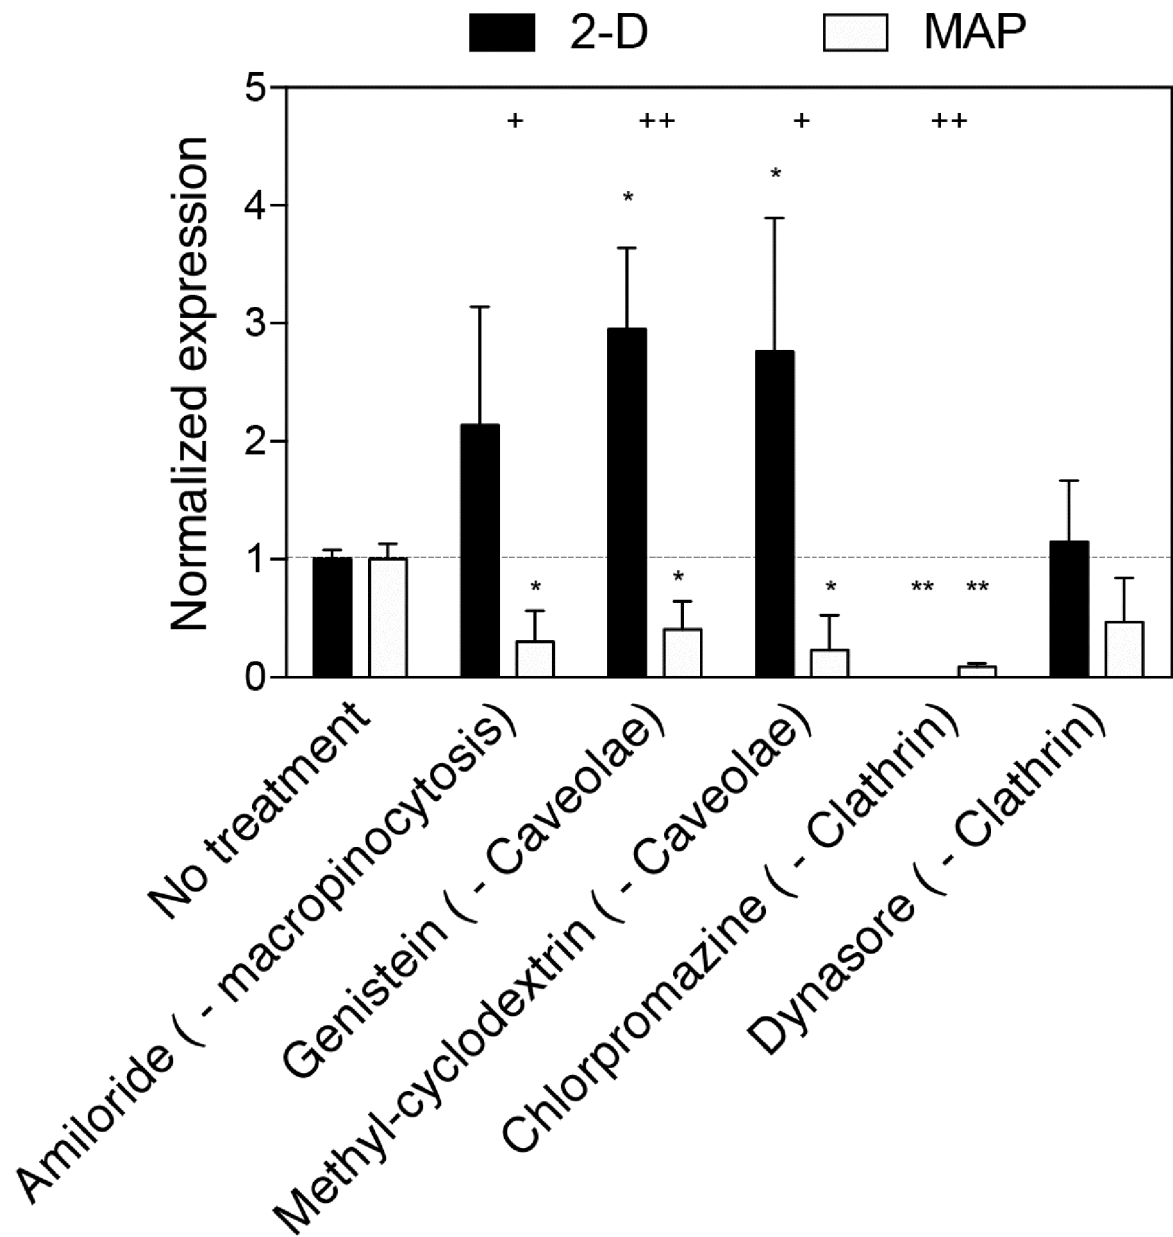 2-D MAP
5
+ ++ + ++
* *
4
3
2
1
* * * ** **
0
Normalized expression
No treatment
Amiloride ( - macropinocytosis)
Genistein ( - Caveolae)
Methyl-cyclodextrin ( - Caveolae)
Chlorpromazine ( - Clathrin)
Dynasore ( - Clathrin)